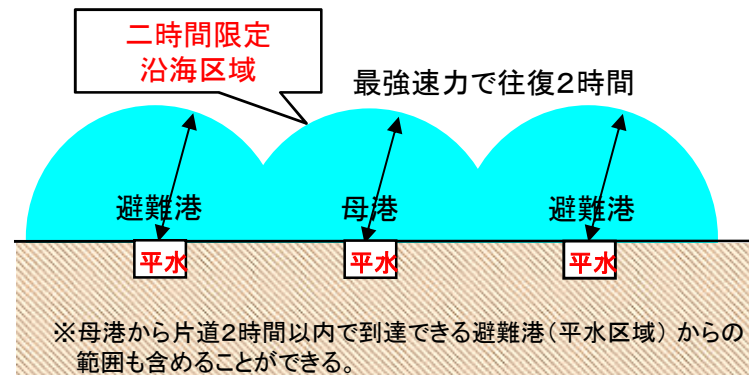 二時間限定
沿海区域
最強速力で往復2時間
避難港
母港
避難港
平水
平水
平水
※母港から片道2時間以内で到達できる避難港(平水区域) からの
範囲も含めることができる。